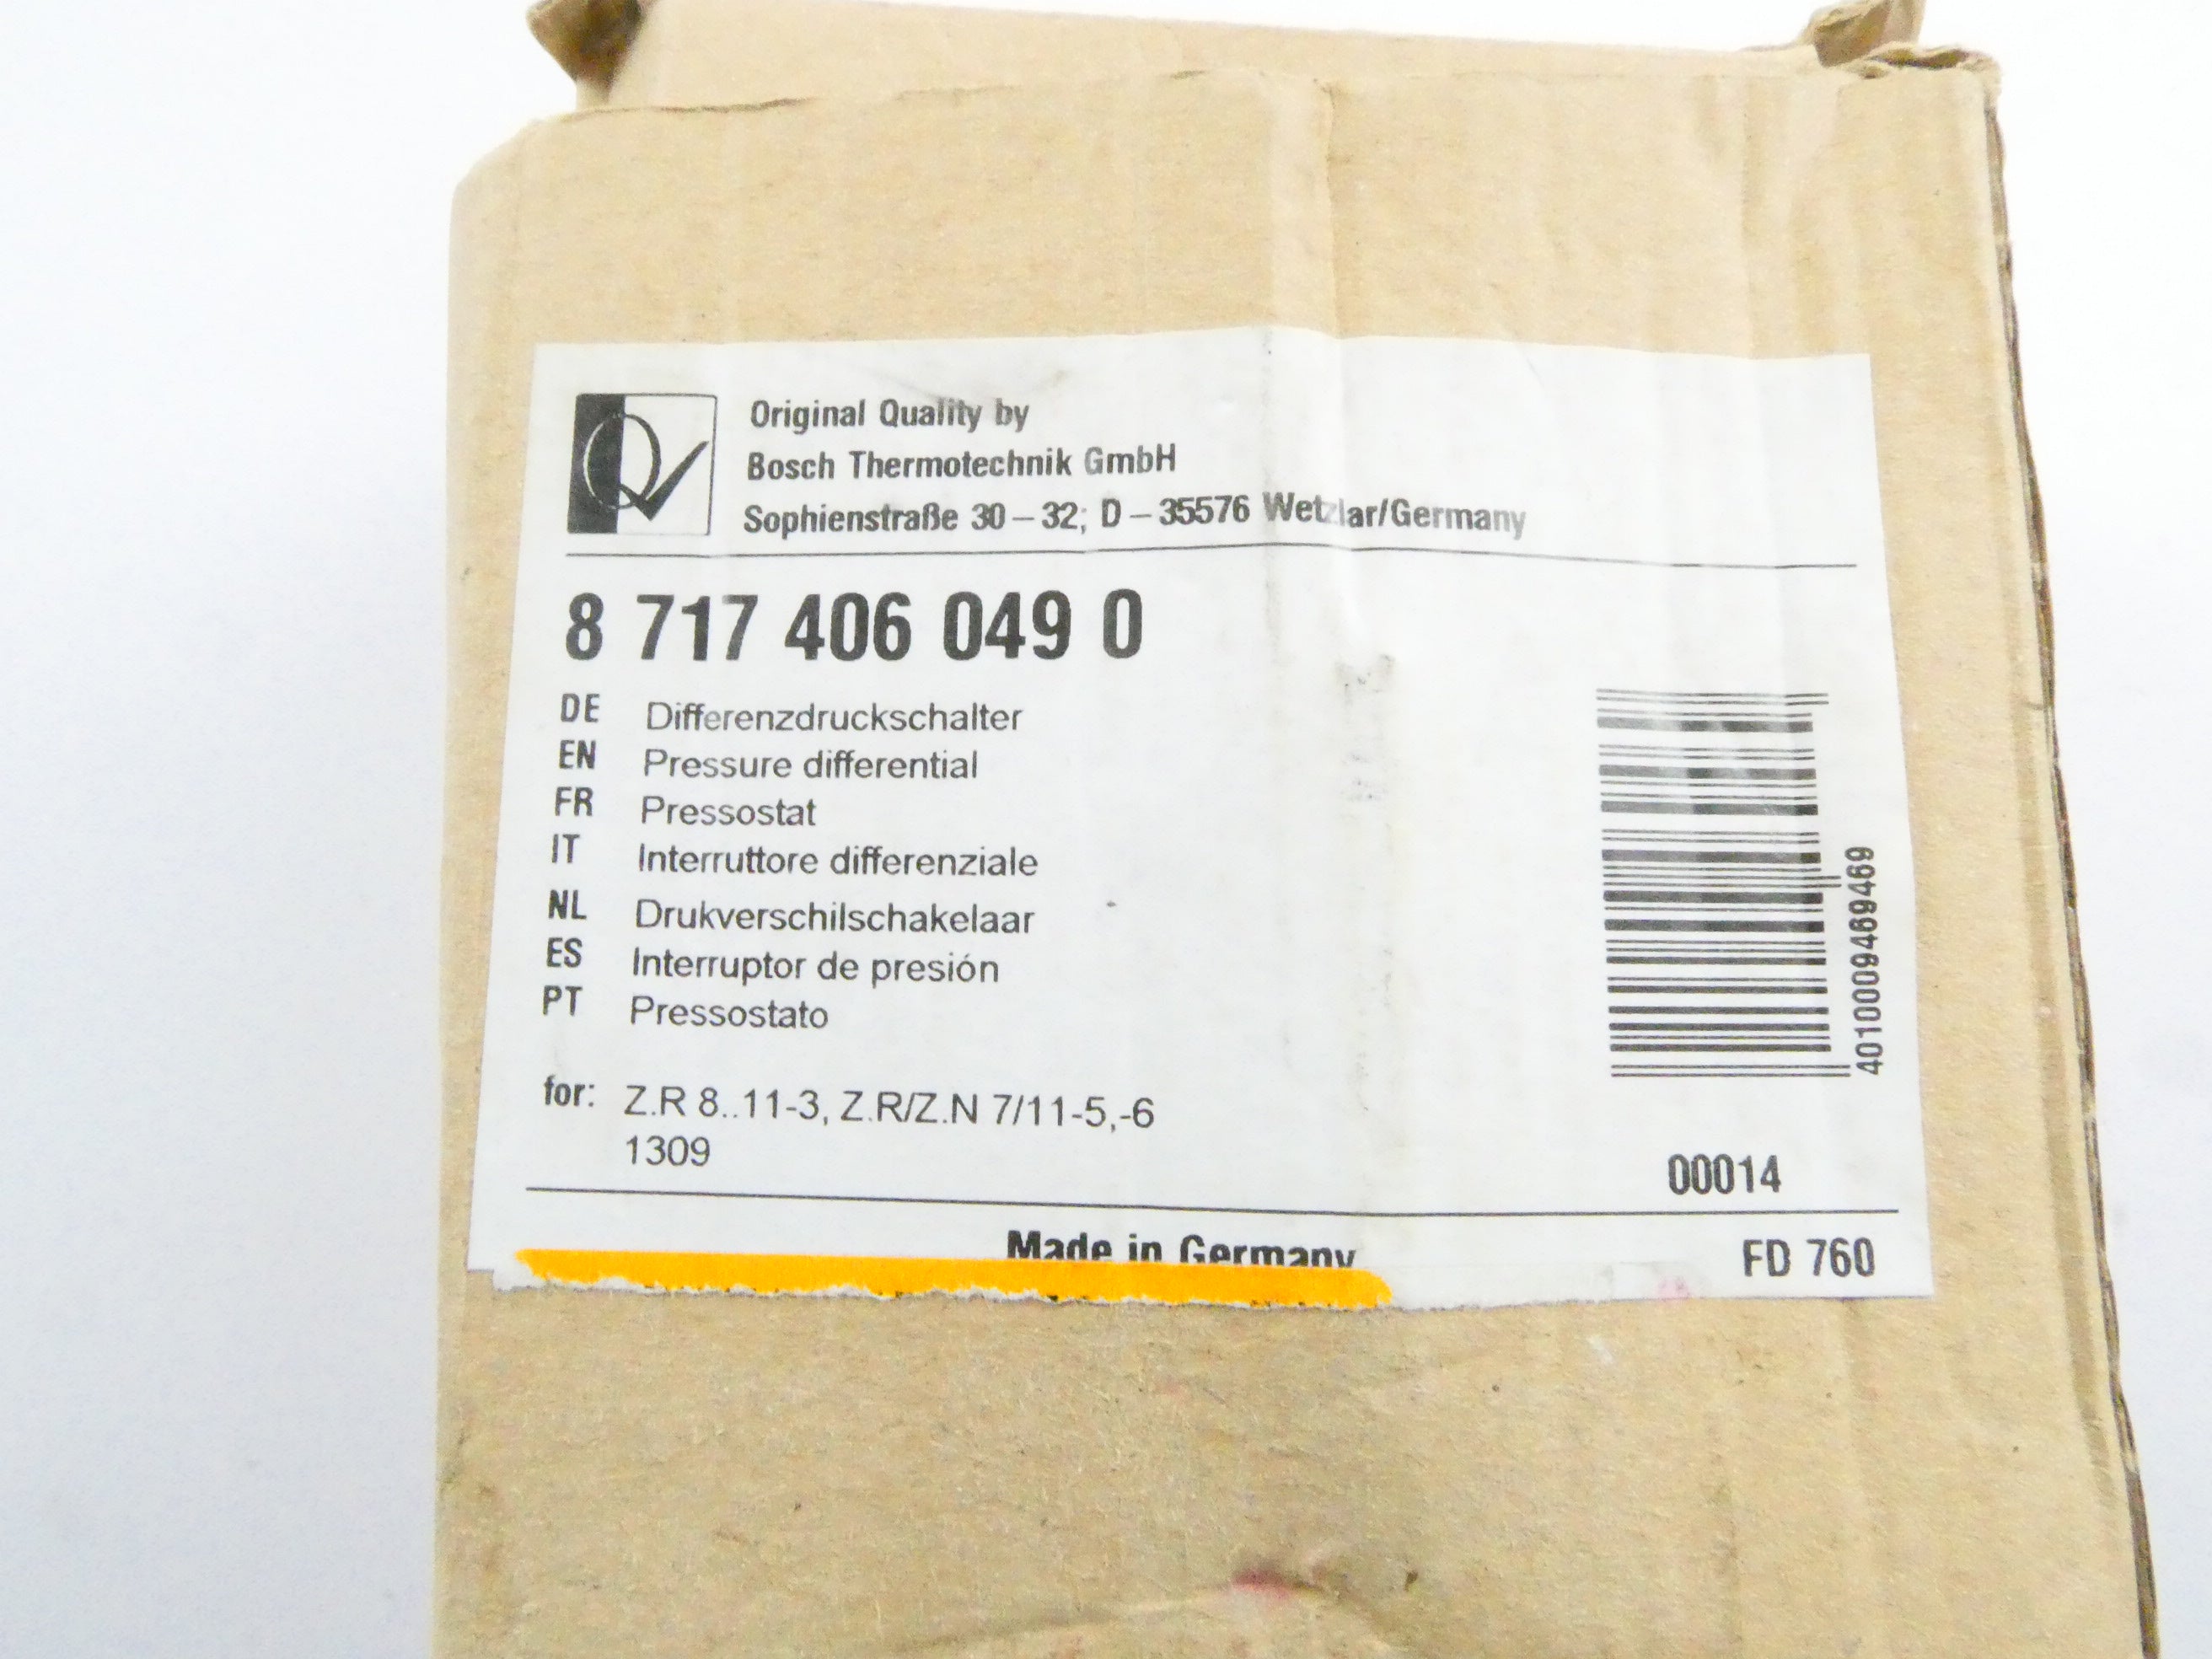 Original Quality by
Bosch Thermotechnik GmbH
Sophienstraße 30 – 32; D – 35576 Wetzlar/Germany
8 717 406 049 0
DE Differenzdruckschalter
EN Pressure differential
FR Pressostat
IT Interruttore differenziale
NL Drukverschilschakelaar
ES Interruptor de presión
PT Pressostato
4010009469469
for: Z.R 8..11-3, Z.R/Z.N 7/11-5,-6
1309
00014
Made in Germany
FD 760